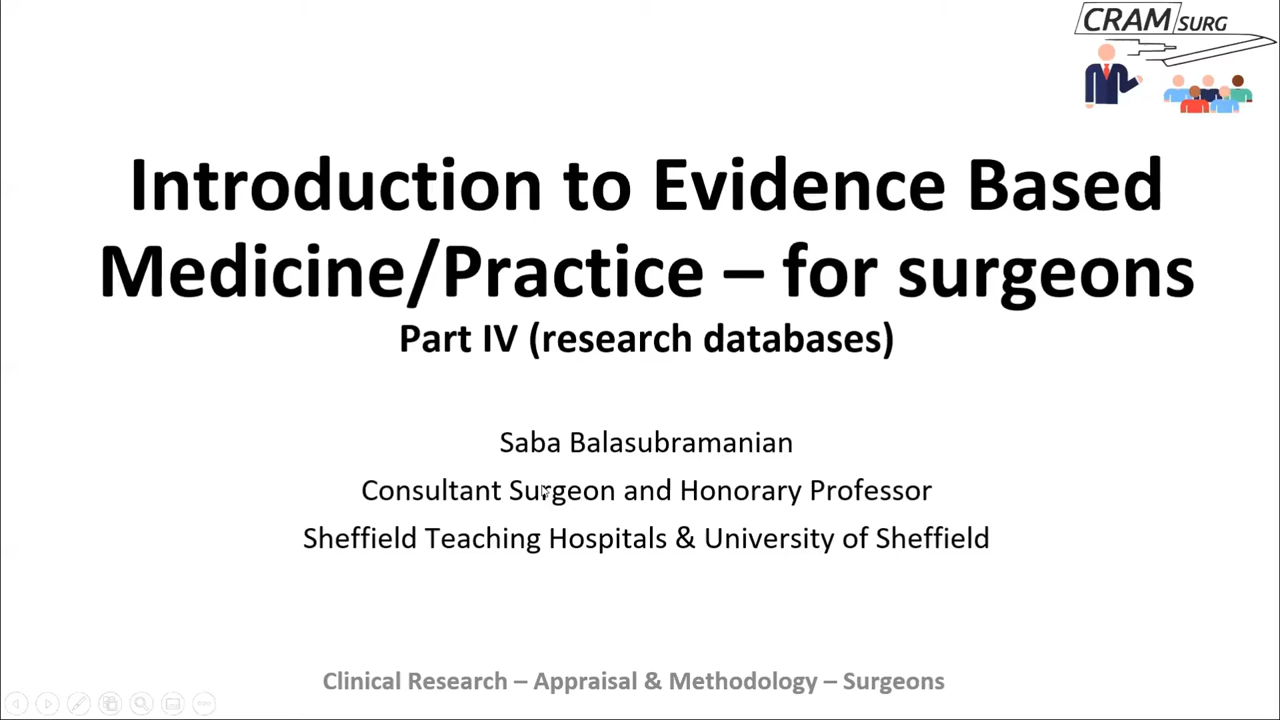 CRAM SURG
Introduction to Evidence Based
Medicine/Practice – for surgeons
Part IV (research databases)
Saba Balasubramanian
Consultant Surgeon and Honorary Professor
Sheffield Teaching Hospitals & University of Sheffield
Clinical Research – Appraisal & Methodology – Surgeons